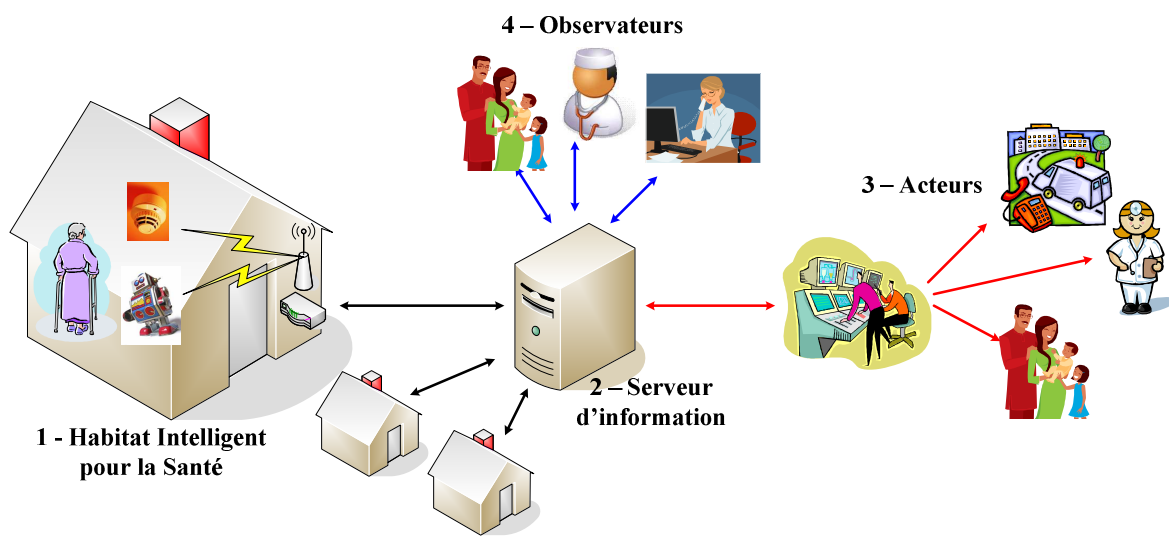 4 – Observateurs
3 – Acteurs
2 – Serveur
d’information
1 - Habitat Intelligent
pour la Santé